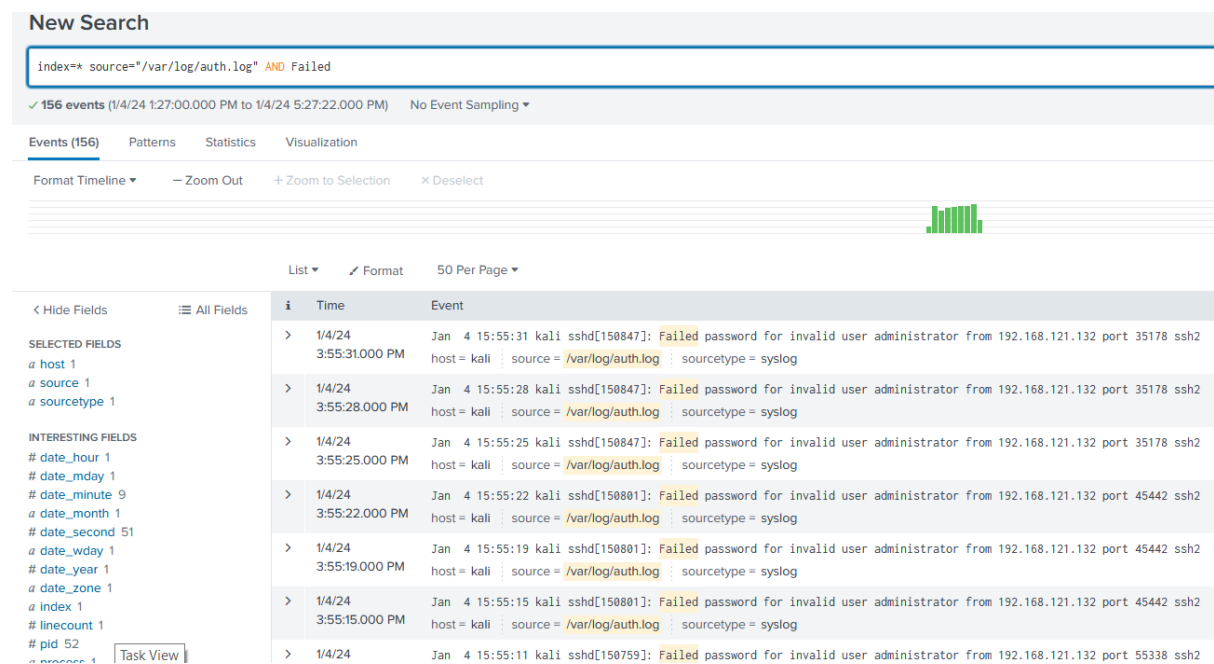 New Search
index=* source="/var/log/auth.log" AND Failed
✓ 156 events (1/4/24 1:27:00.000 PM to 1/4/24 5:27:22.000 PM) No Event Sampling ▾
Events (156) Patterns Statistics Visualization
Format Timeline ▾ — Zoom Out + Zoom to Selection × Deselect
List ▾ Format 50 Per Page ▾
< Hide Fields All Fields
i Time Event
SELECTED FIELDS
a host 1
a source 1
a sourcetype 1
INTERESTING FIELDS
# date_hour 1
# date_mday 1
# date_minute 9
a date_month 1
# date_second 51
a date_wday 1
# date_year 1
a date_zone 1
a index 1
# linecount 1
# pid 52
a process 1
Task View
> 1/4/24 Jan 4 15:55:31 kali sshd[150847]: Failed password for invalid user administrator from 192.168.121.132 port 35178 ssh2
3:55:31.000 PM host = kali source = /var/log/auth.log sourcetype = syslog
> 1/4/24 Jan 4 15:55:28 kali sshd[150847]: Failed password for invalid user administrator from 192.168.121.132 port 35178 ssh2
3:55:28.000 PM host = kali source = /var/log/auth.log sourcetype = syslog
> 1/4/24 Jan 4 15:55:25 kali sshd[150847]: Failed password for invalid user administrator from 192.168.121.132 port 35178 ssh2
3:55:25.000 PM host = kali source = /var/log/auth.log sourcetype = syslog
> 1/4/24 Jan 4 15:55:22 kali sshd[150801]: Failed password for invalid user administrator from 192.168.121.132 port 45442 ssh2
3:55:22.000 PM host = kali source = /var/log/auth.log sourcetype = syslog
> 1/4/24 Jan 4 15:55:19 kali sshd[150801]: Failed password for invalid user administrator from 192.168.121.132 port 45442 ssh2
3:55:19.000 PM host = kali source = /var/log/auth.log sourcetype = syslog
> 1/4/24 Jan 4 15:55:15 kali sshd[150801]: Failed password for invalid user administrator from 192.168.121.132 port 45442 ssh2
3:55:15.000 PM host = kali source = /var/log/auth.log sourcetype = syslog
> 1/4/24 Jan 4 15:55:11 kali sshd[150759]: Failed password for invalid user administrator from 192.168.121.132 port 55338 ssh2